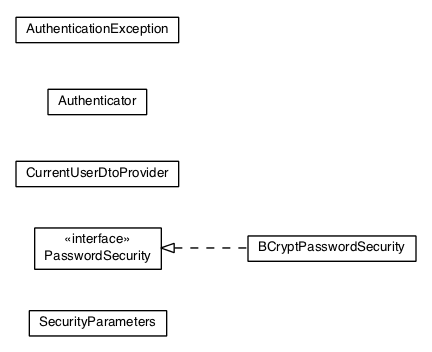 AuthenticationException
Authenticator
CurrentUserDtoProvider
«interface»
PasswordSecurity
BCryptPasswordSecurity
SecurityParameters